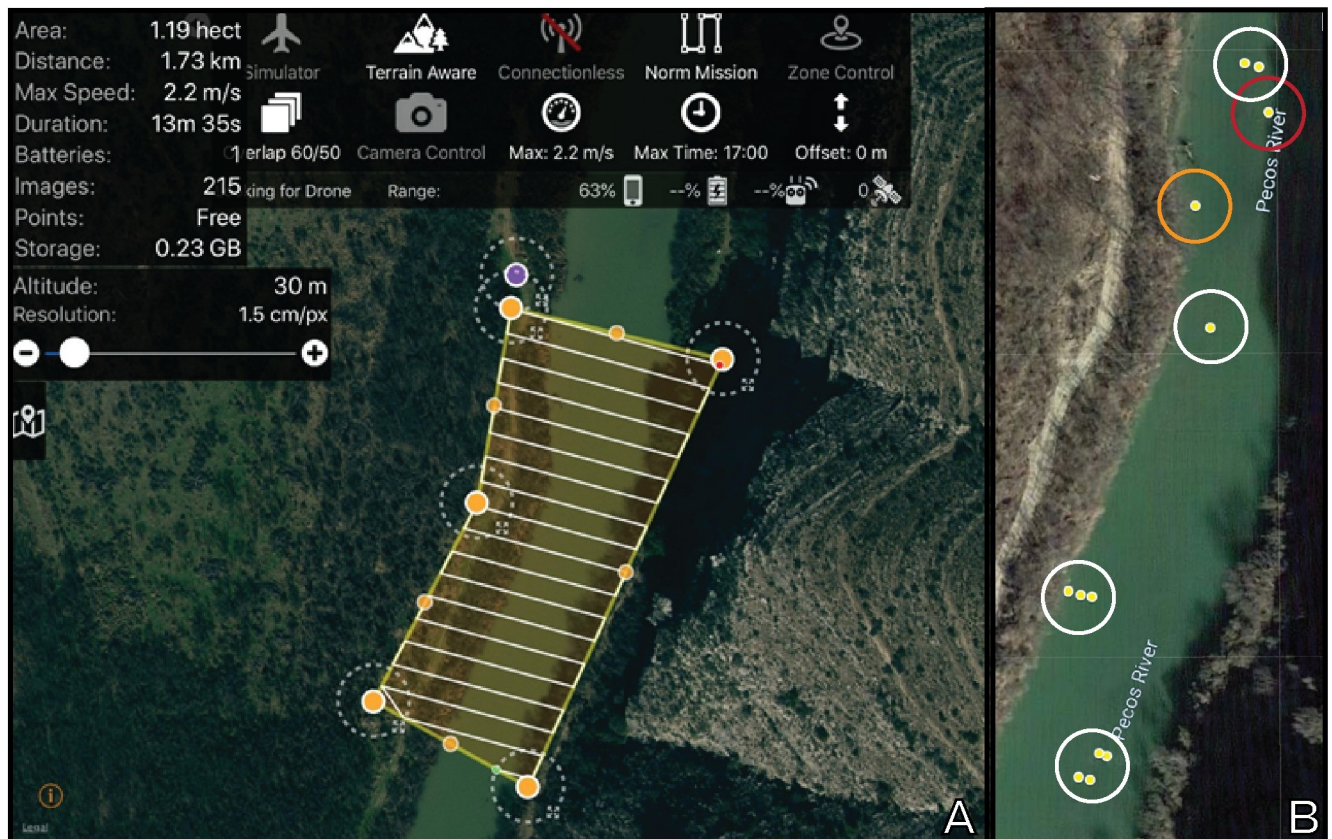 Area: 1.19 hect
Distance: 1.73 km
Max Speed: 2.2 m/s
Duration: 13m 35s
Batteries: 1
Images: 215
Points: Free
Storage: 0.23 GB
Altitude: 30 m
Resolution: 1.5 cm/px
Simulator
Terrain Aware
Connectionless
Norm Mission
Zone Control
erlap 60/50
Camera Control
Max: 2.2 m/s
Max Time: 17:00
Offset: 0 m
king for Drone
Range:
63%
--%
--%
0
Legal
A
Pecos River
Pecos River
B